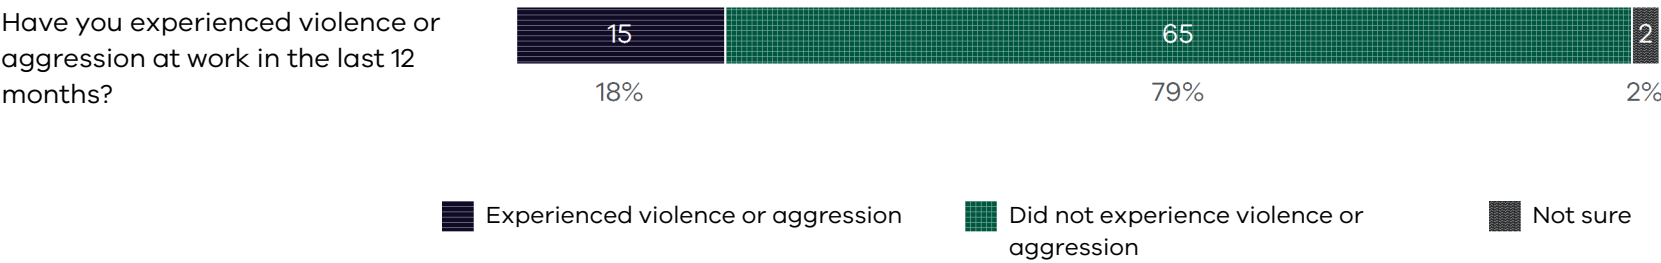 Have you experienced violence or
aggression at work in the last 12
months?
15
65
2
18%
79%
2%
Experienced violence or aggression
Did not experience violence or
aggression
Not sure